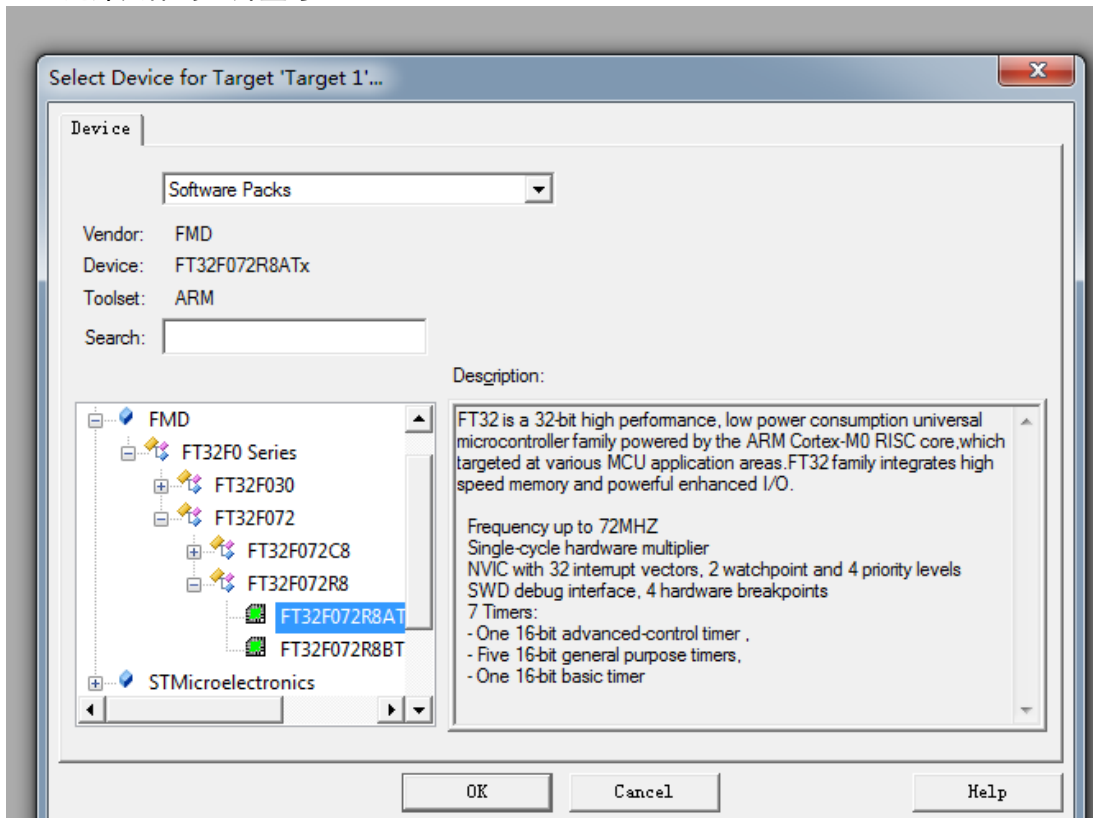 Select Device for Target 'Target 1'...
x
Device
Software Packs
Vendor: FMD
Device: FT32F072R8ATx
Toolset: ARM
Search:
Description:
FMD
FT32F0 Series
FT32F030
FT32F072
FT32F072C8
FT32F072R8
FT32F072R8AT
FT32F072R8BT
STMicroelectronics
FT32 is a 32-bit high performance, low power consumption universal
microcontroller family powered by the ARM Cortex-M0 RISC core,which
targeted at various MCU application areas.FT32 family integrates high
speed memory and powerful enhanced I/O.
Frequency up to 72MHZ
Single-cycle hardware multiplier
NVIC with 32 interrupt vectors, 2 watchpoint and 4 priority levels
SWD debug interface, 4 hardware breakpoints
7 Timers:
- One 16-bit advanced-control timer ,
- Five 16-bit general purpose timers,
- One 16-bit basic timer
OK
Cancel
Help